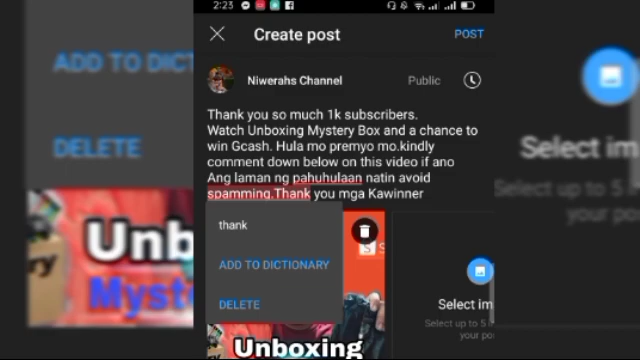 2:23
Create post
POST
Niwerahs Channel
Public
Thank you so much 1k subscribers.
Watch Unboxing Mystery Box and a chance to
win Gcash. Hula mo premyo mo.kindly
comment down below on this video if ano
Ang laman ng pahuhulaan natin avoid
spamming.Thank you mga Kawinner
thank
ADD TO DICTIONARY
DELETE
Select im
Select up to 5 i
your po
Unboxing
ADD TO DICT
DELETE
Unb
Myst
Select im
Select up to 5
your po